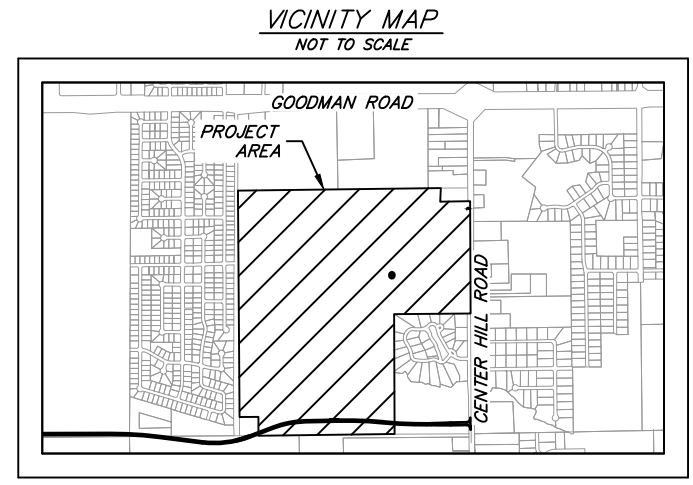 VICINITY MAP
NOT TO SCALE
GOODMAN ROAD
PROJECT
AREA
CENTER HILL ROAD